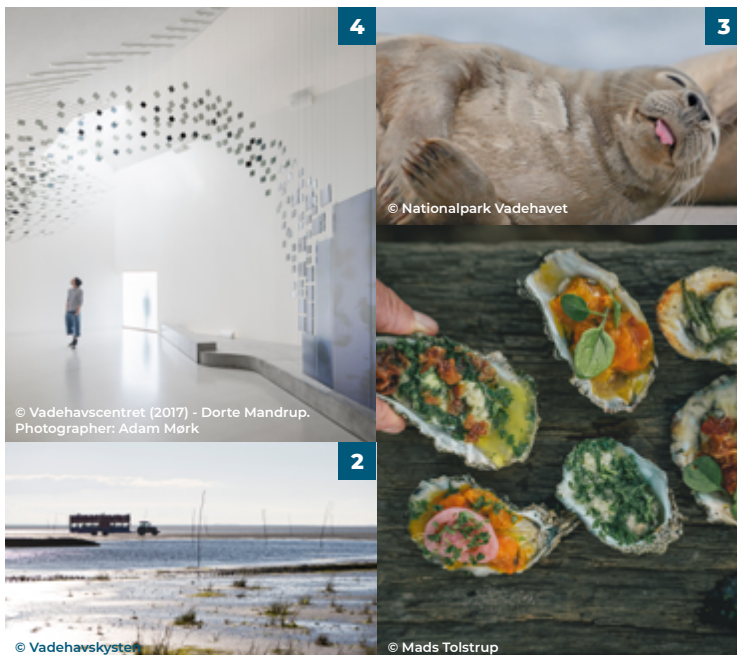 4
3
© Nationalpark Vadehavet
© Vadehavscentret (2017) - Dorte Mandrup.
Photographer: Adam Mørk
2
© Vadehavskysten
© Mads Tolstrup